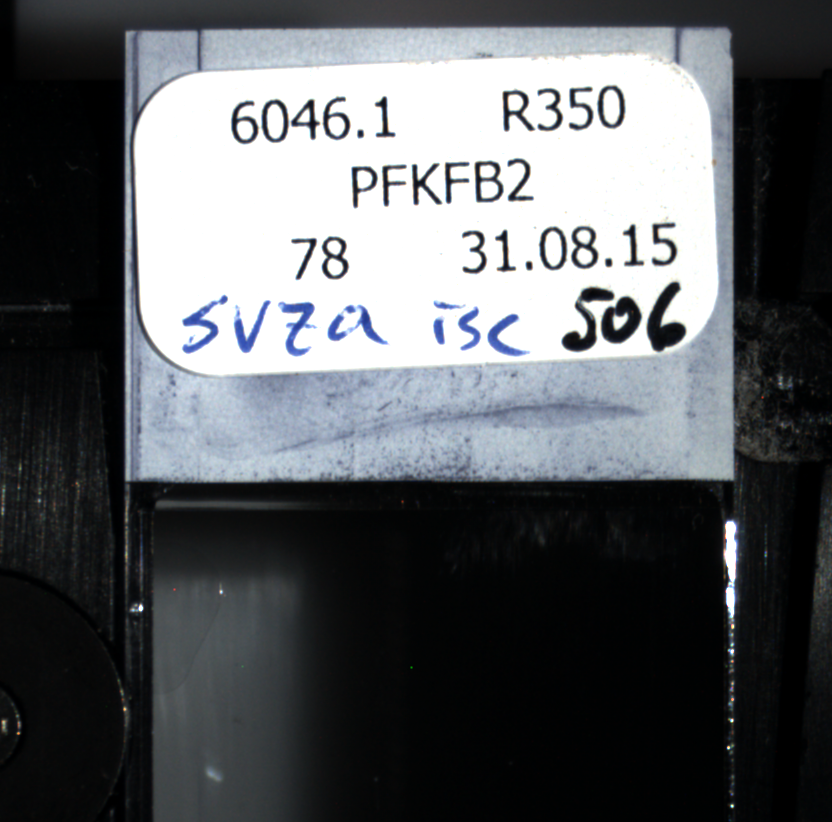 6046.1 R350
PFKFB2
78 31.08.15
SVZa isc 506